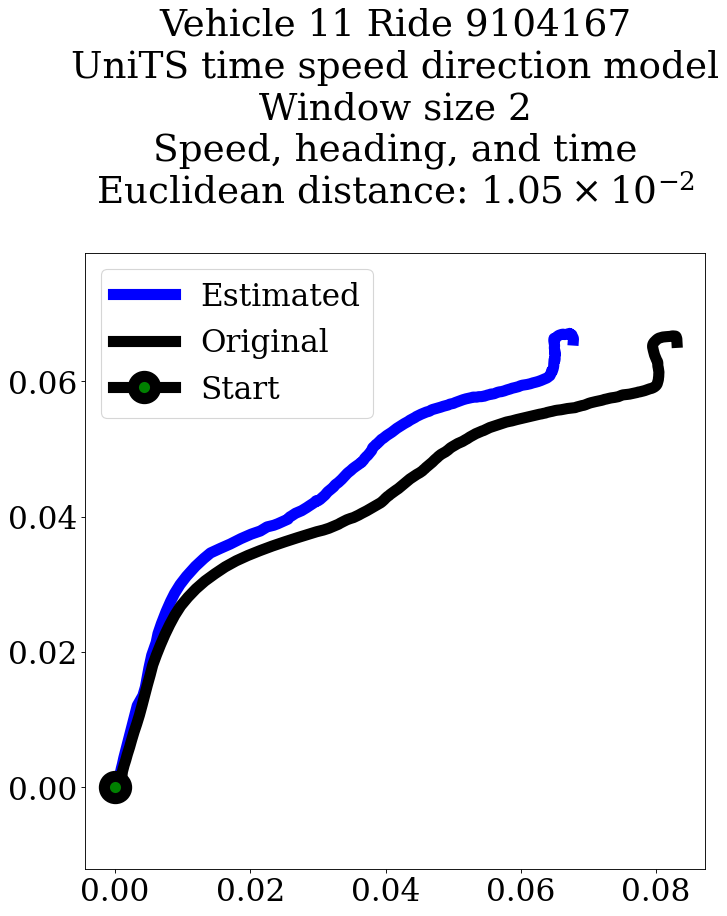 Vehicle 11 Ride 9104167
UniTS time speed direction model
Window size 2
Speed, heading, and time
Euclidean distance: 1.05 × 10⁻²
Estimated
Original
Start
0.06
0.04
0.02
0.00
0.00 0.02 0.04 0.06 0.08